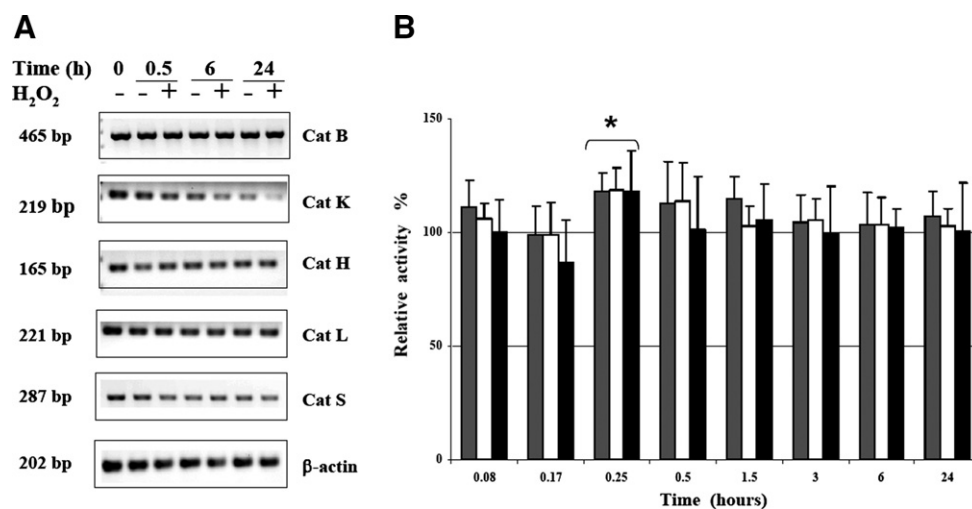 A
Time (h) 0 0.5 6 24
H₂O₂ - - + - + - +
465 bp Cat B
219 bp Cat K
165 bp Cat H
221 bp Cat L
287 bp Cat S
202 bp β-actin
B
Relative activity %
150
100
50
0
*
0.08 0.17 0.25 0.5 1.5 3 6 24
Time (hours)